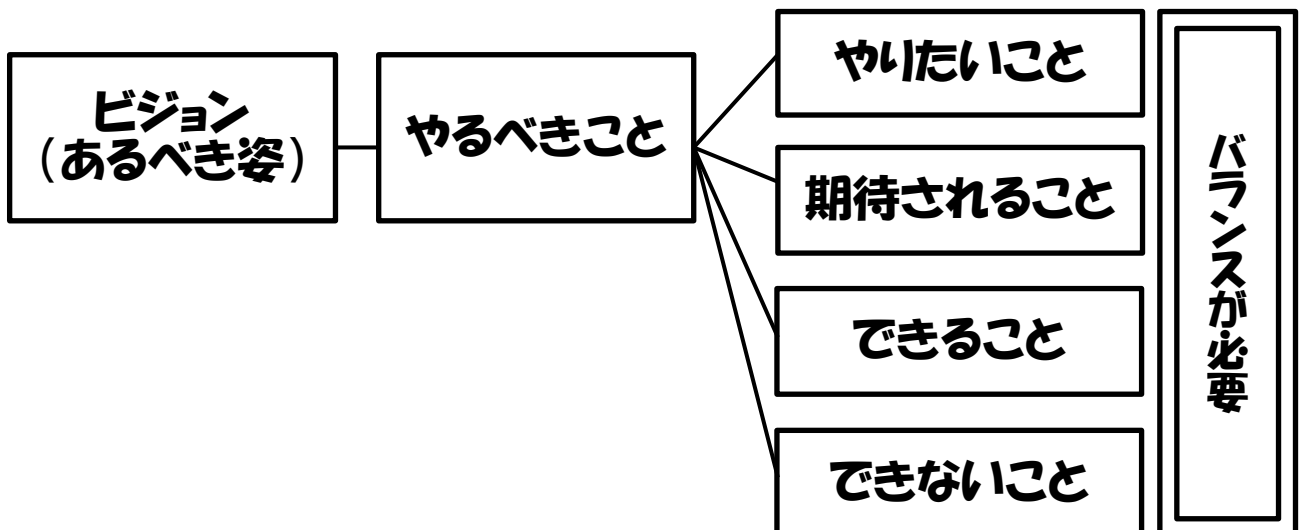 ビジョン
(あるべき姿)
やるべきこと
やりたいこと
期待されること
できること
できないこと
バランスが必要